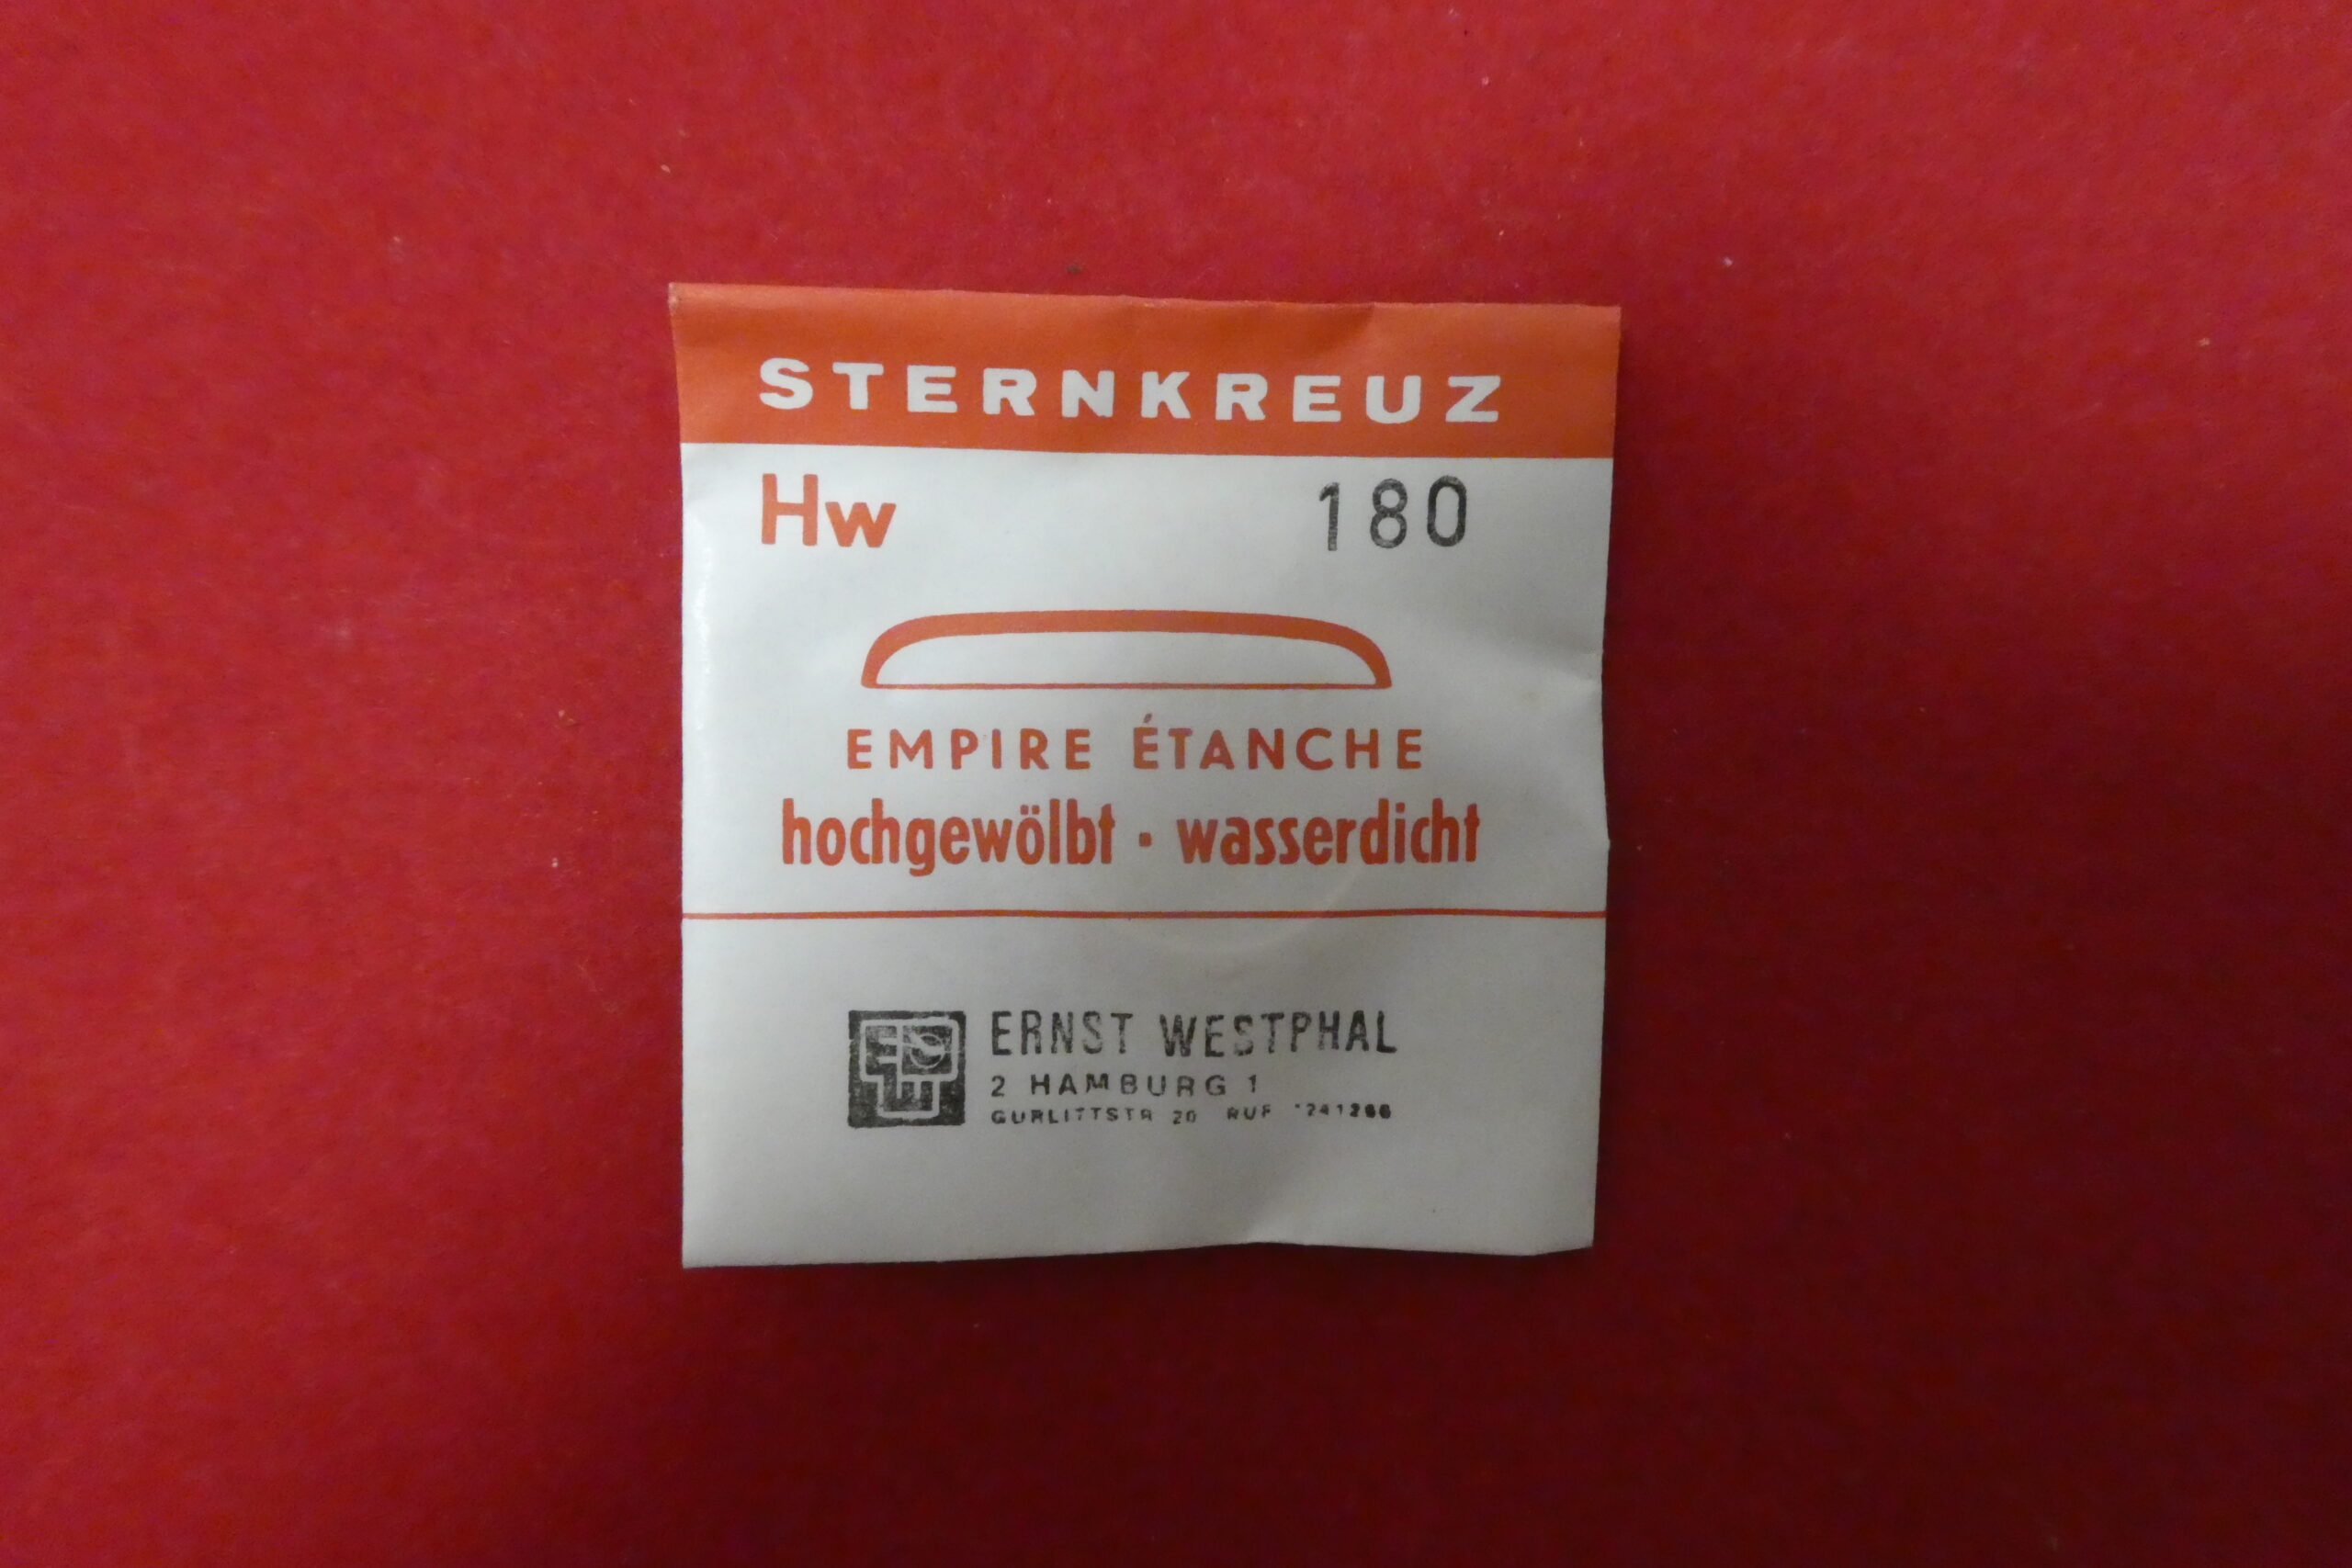 STERNKREUZ
Hw 180
EMPIRE ÉTANCHE
hochgewölbt · wasserdicht
ERNST WESTPHAL
2 HAMBURG 1
GURLITTSTR 20 RUF